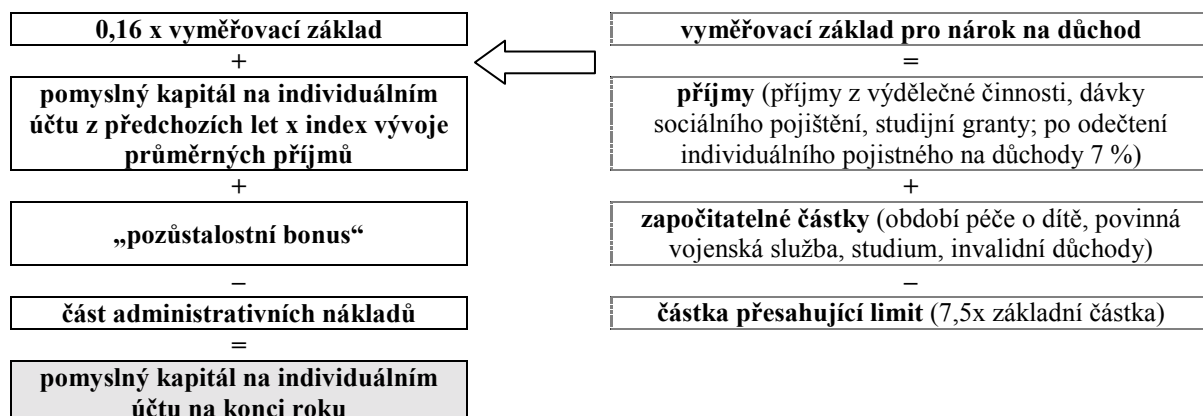 0,16 x vyměřovací základ
+
pomyslný kapitál na individuálním
účtu z předchozích let x index vývoje
průměrných příjmů
+
„pozůstalostní bonus“
–
část administrativních nákladů
=
pomyslný kapitál na individuálním
účtu na konci roku
vyměřovací základ pro nárok na důchod
=
příjmy (příjmy z výdělečné činnosti, dávky
sociálního pojištění, studijní granty; po odečtení
individuálního pojistného na důchody 7 %)
+
započitatelné částky (období péče o dítě, povinná
vojenská služba, studium, invalidní důchody)
–
částka přesahující limit (7,5x základní částka)